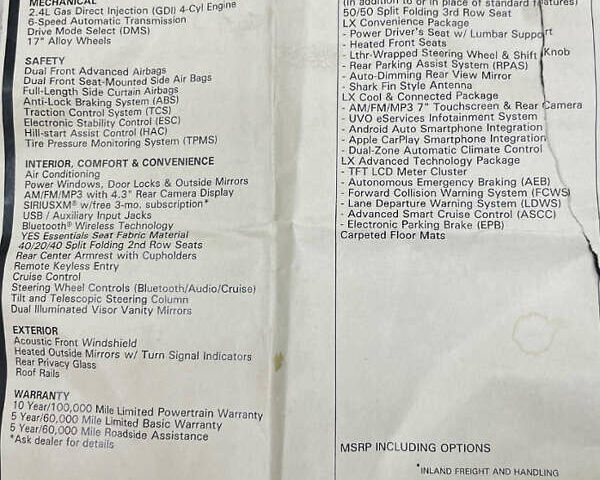 MECHANICAL
2.4L Gas Direct Injection (GDI) 4-Cyl Engine
6-Speed Automatic Transmission
Drive Mode Select (DMS)
17" Alloy Wheels
SAFETY
Dual Front Advanced Airbags
Dual Front Seat-Mounted Side Air Bags
Full-Length Side Curtain Airbags
Anti-Lock Braking System (ABS)
Traction Control System (TCS)
Electronic Stability Control (ESC)
Hill-start Assist Control (HAC)
Tire Pressure Monitoring System (TPMS)
INTERIOR, COMFORT & CONVENIENCE
Air Conditioning
Power Windows, Door Locks & Outside Mirrors
AM/FM/MP3 with 4.3" Rear Camera Display
SIRIUSXM® w/free 3-mo. subscription*
USB / Auxiliary Input Jacks
Bluetooth® Wireless Technology
YES Essentials Seat Fabric Material
40/20/40 Split Folding 2nd Row Seats
Rear Center Armrest with Cupholders
Remote Keyless Entry
Cruise Control
Steering Wheel Controls (Bluetooth/Audio/Cruise)
Tilt and Telescopic Steering Column
Dual Illuminated Visor Vanity Mirrors
EXTERIOR
Acoustic Front Windshield
Heated Outside Mirrors w/ Turn Signal Indicators
Rear Privacy Glass
Roof Rails
WARRANTY
10 Year/100,000 Mile Limited Powertrain Warranty
5 Year/60,000 Mile Limited Basic Warranty
5 Year/60,000 Mile Roadside Assistance
*Ask dealer for details
(In addition to or in place of standard features)
50/50 Split Folding 3rd Row Seat
LX Convenience Package
- Power Driver's Seat w/ Lumbar Support
- Heated Front Seats
- Lthr-Wrapped Steering Wheel & Shift Knob
- Rear Parking Assist System (RPAS)
- Auto-Dimming Rear View Mirror
- Shark Fin Style Antenna
LX Cool & Connected Package
- AM/FM/MP3 7" Touchscreen & Rear Camera
- UVO eServices Infotainment System
- Android Auto Smartphone Integration
- Apple CarPlay Smartphone Integration
- Dual-Zone Automatic Climate Control
LX Advanced Technology Package
- TFT LCD Meter Cluster
- Autonomous Emergency Braking (AEB)
- Forward Collision Warning System (FCWS)
- Lane Departure Warning System (LDWS)
- Advanced Smart Cruise Control (ASCC)
- Electronic Parking Brake (EPB)
Carpeted Floor Mats
MSRP INCLUDING OPTIONS
*INLAND FREIGHT AND HANDLING